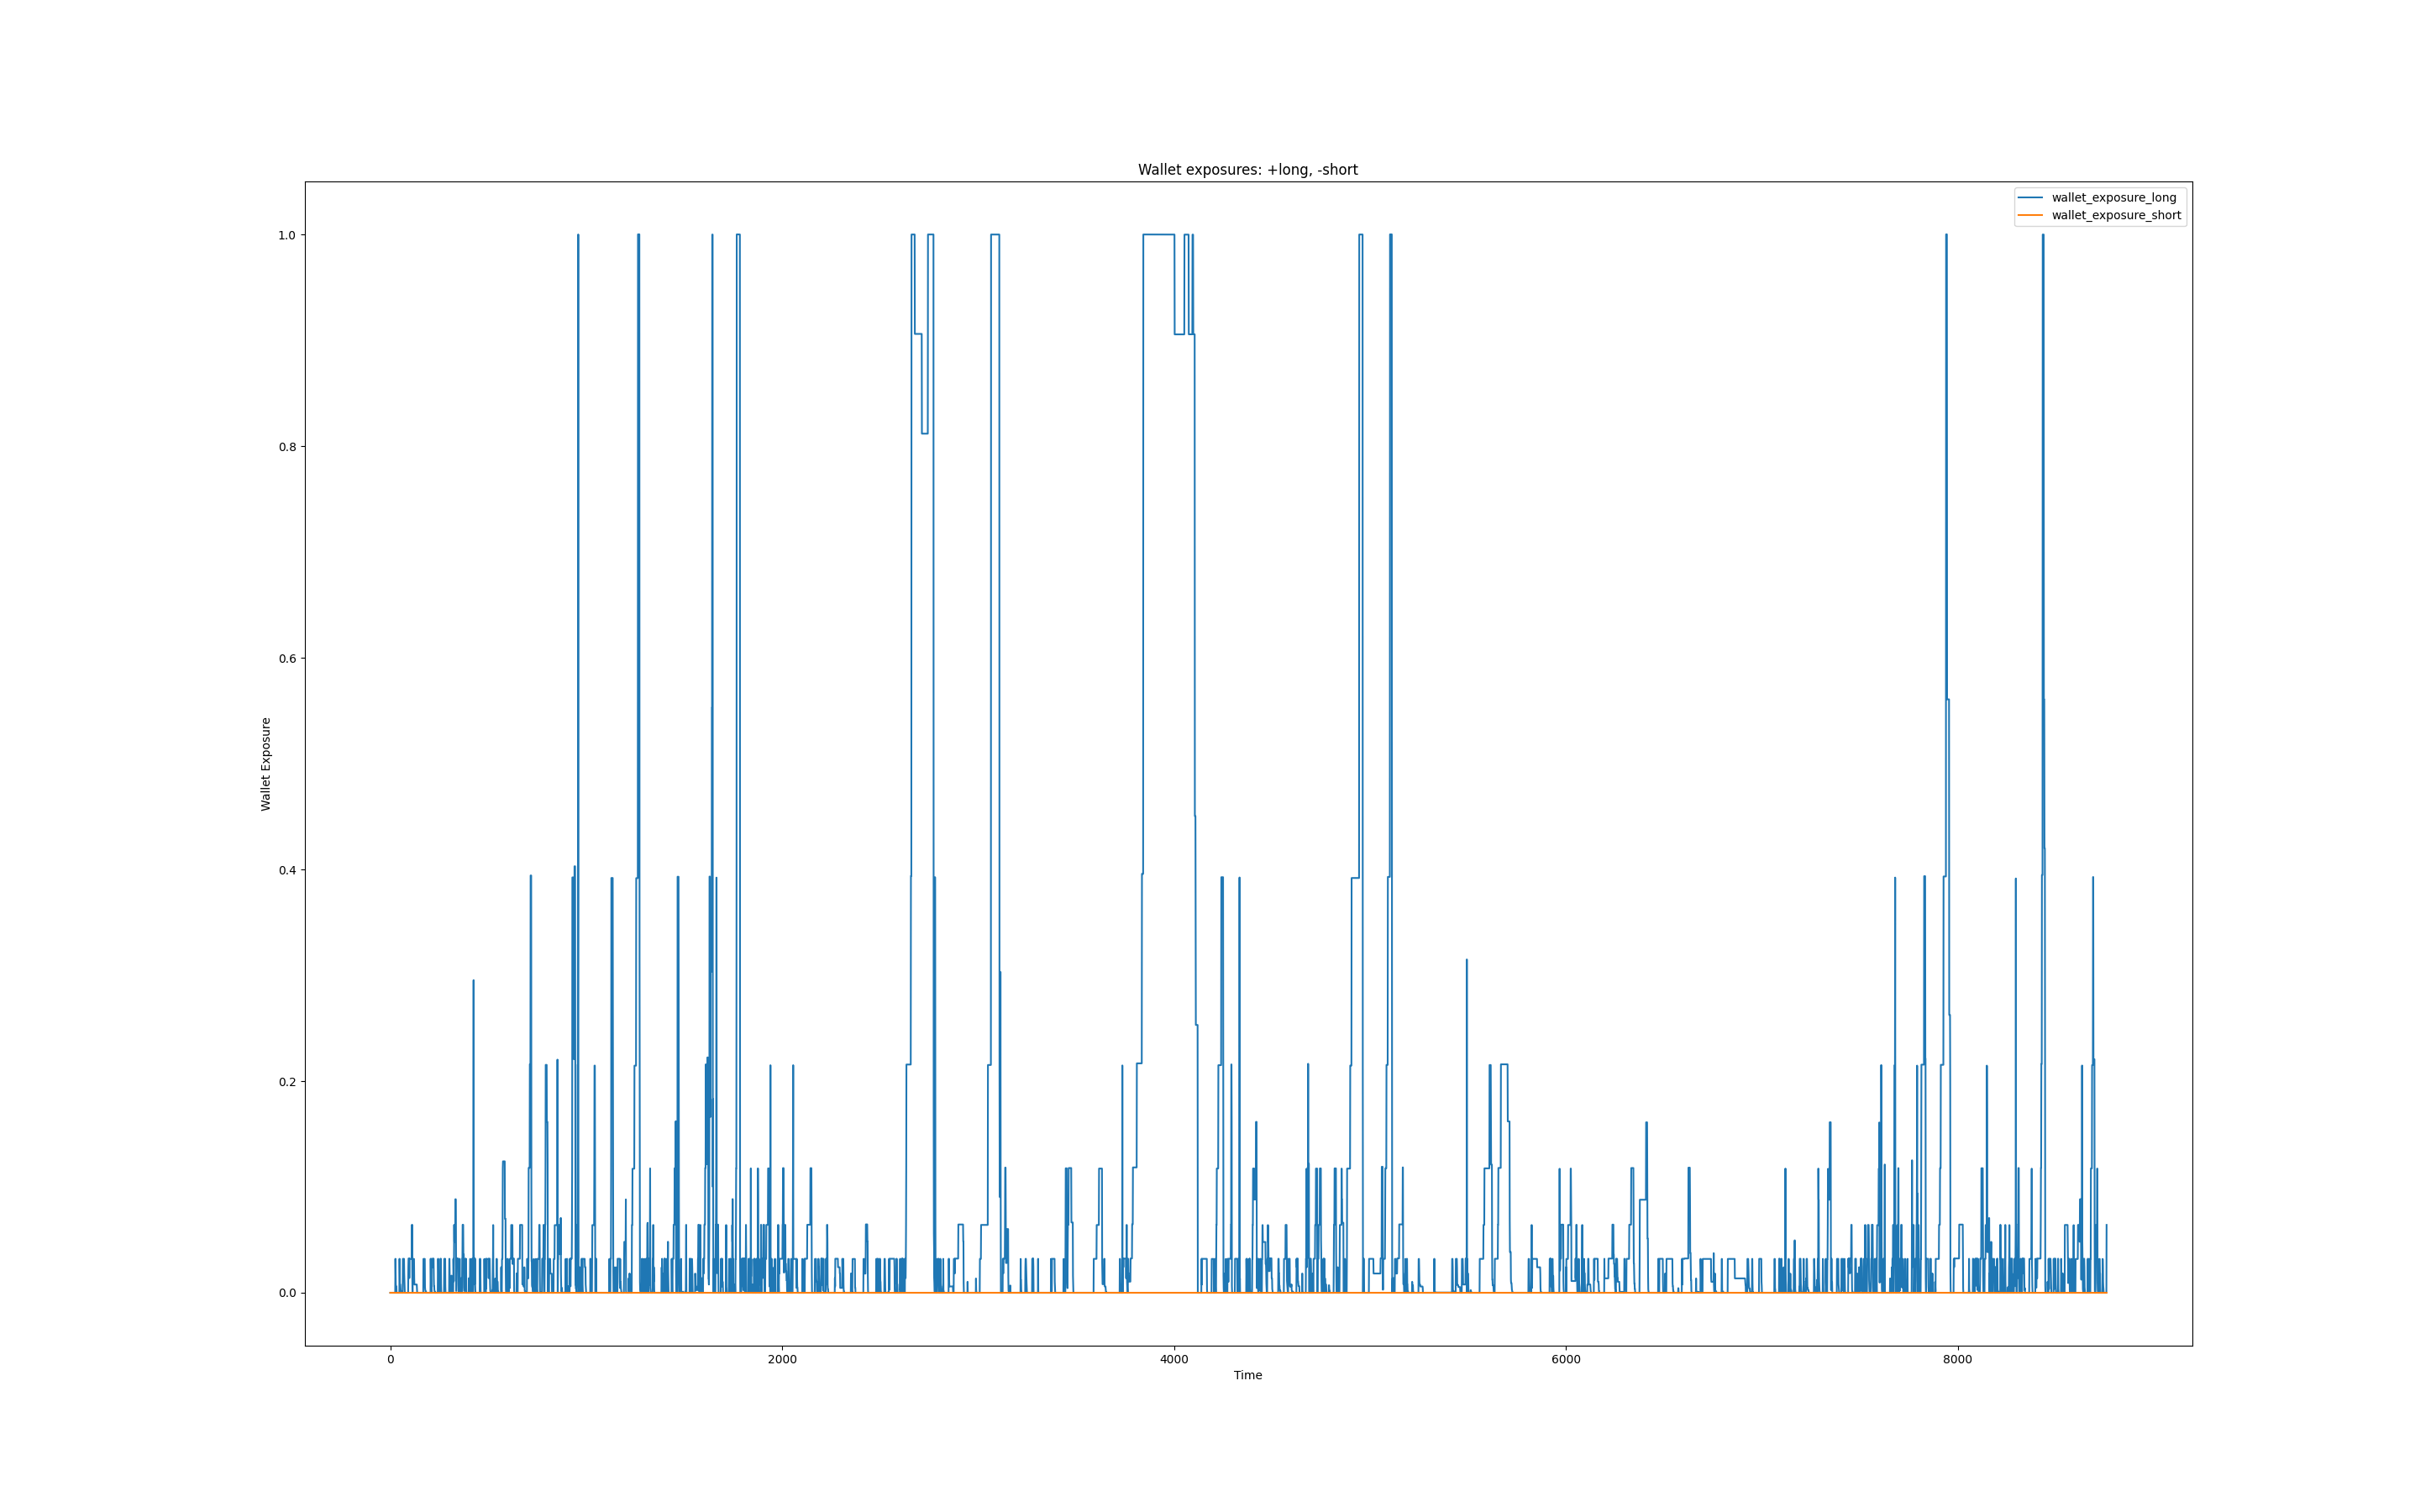 Wallet exposures: +long, -short
wallet_exposure_long
wallet_exposure_short
1.0
0.8
0.6
0.4
0.2
0.0
Wallet Exposure
0 2000 4000 6000 8000
Time